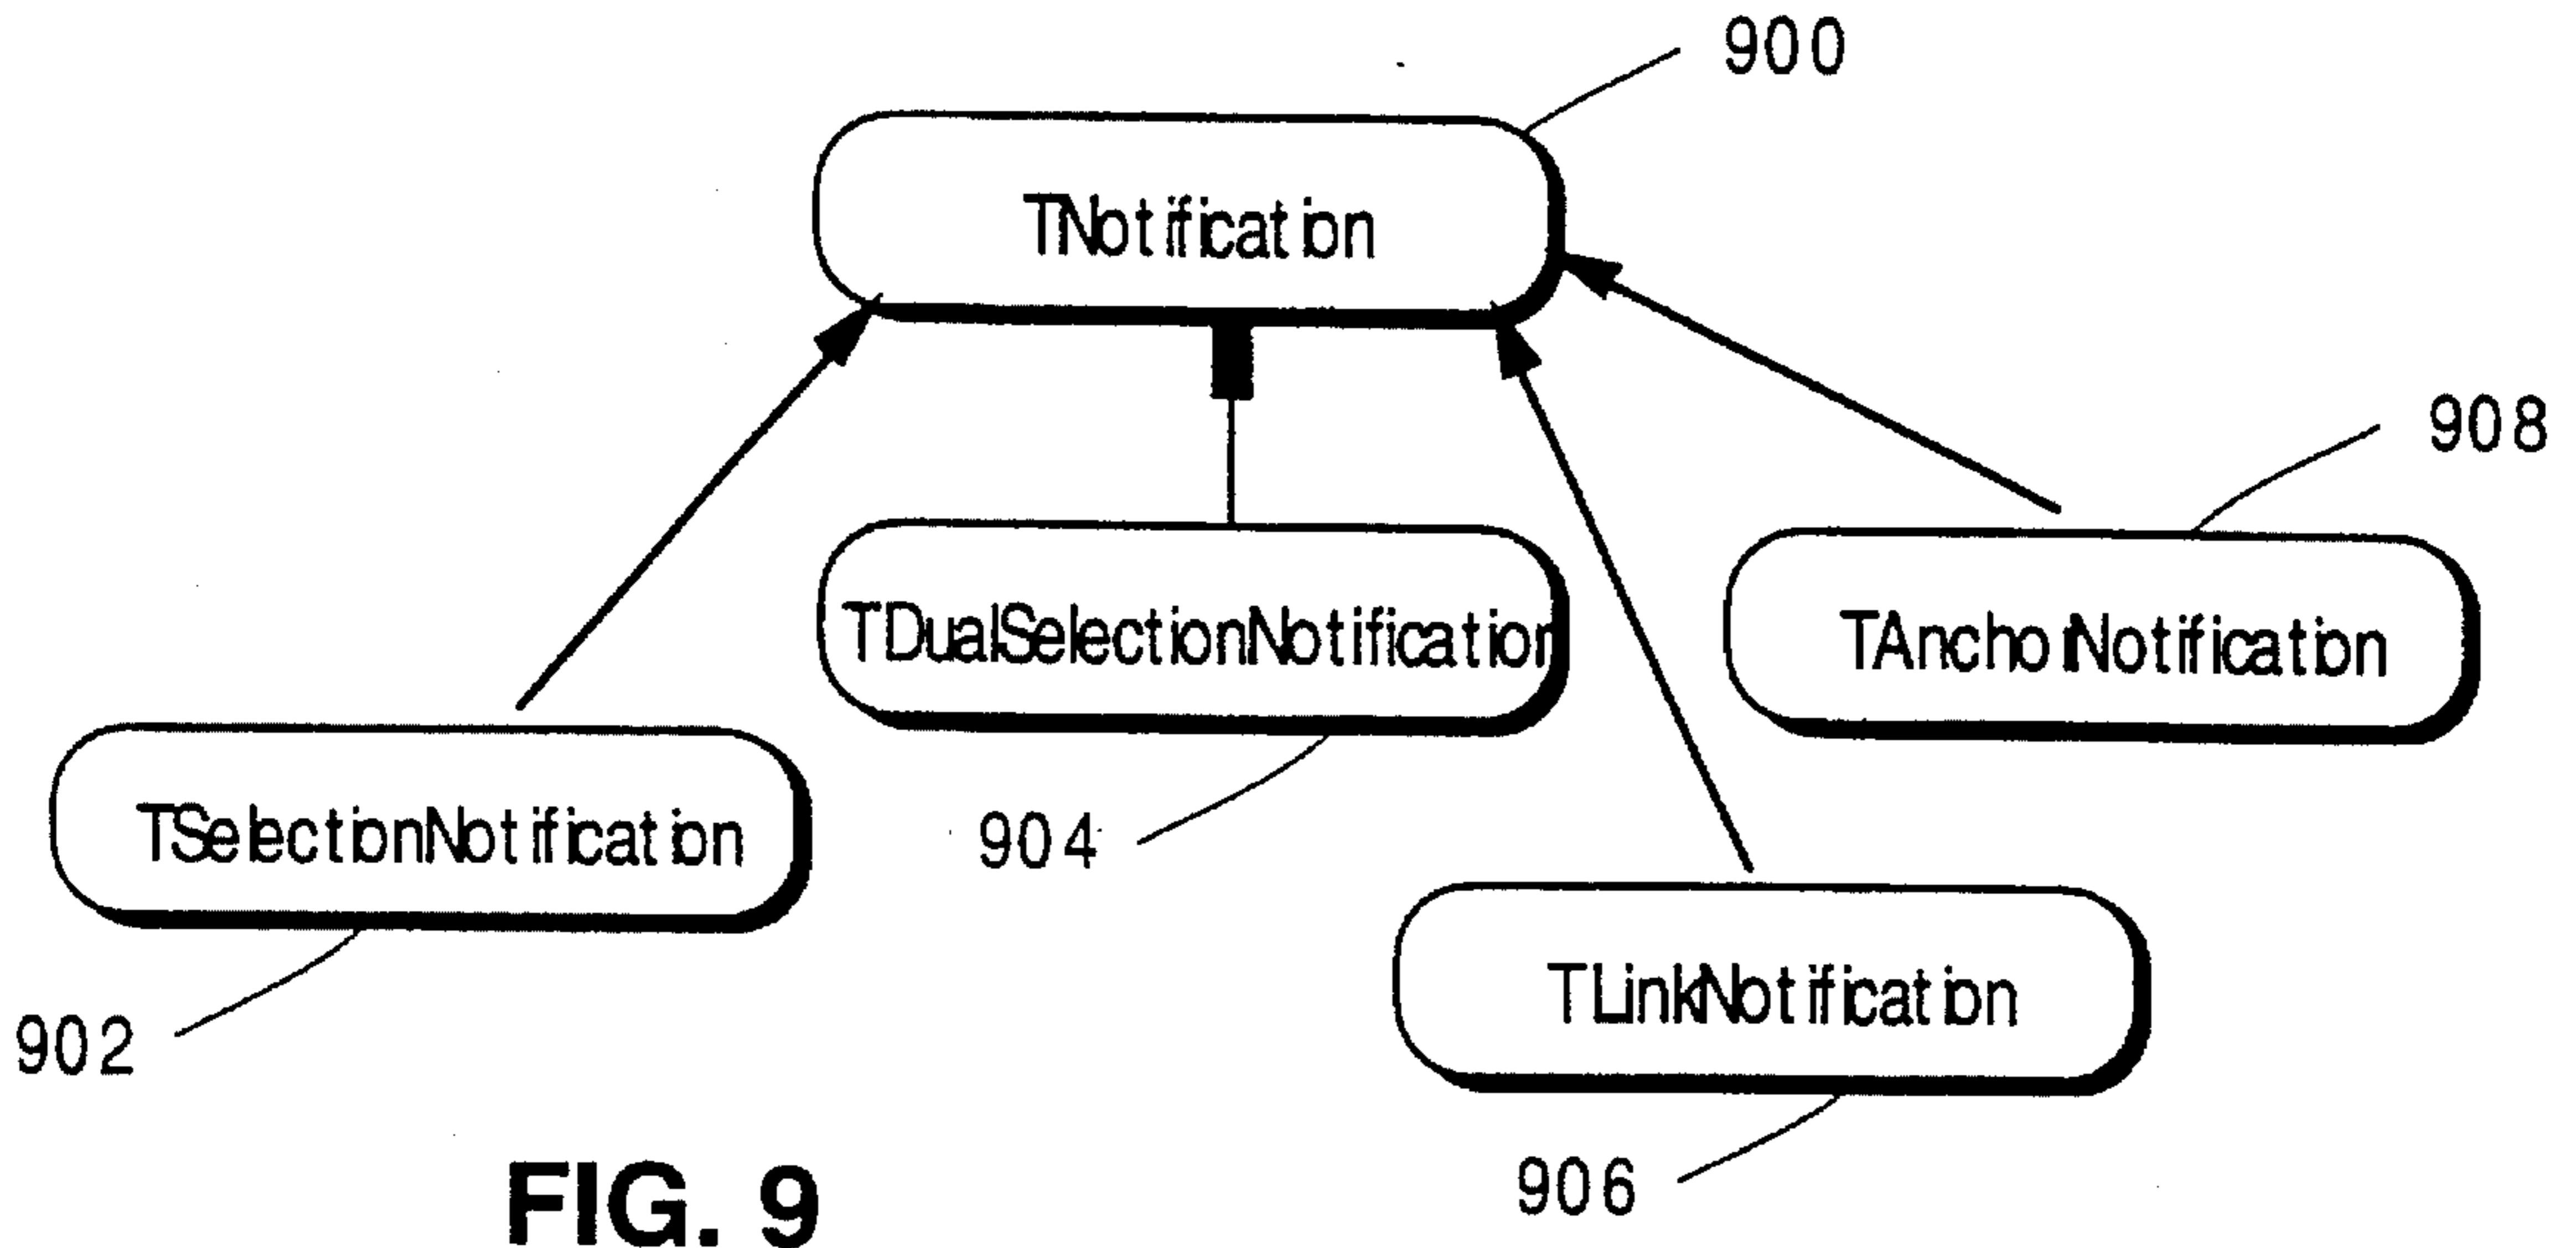 900
TNotification
908
TDualSelectionNotification
TAnchorNotification
TSelectionNotification
904
TLinkNotification
902
906
FIG. 9